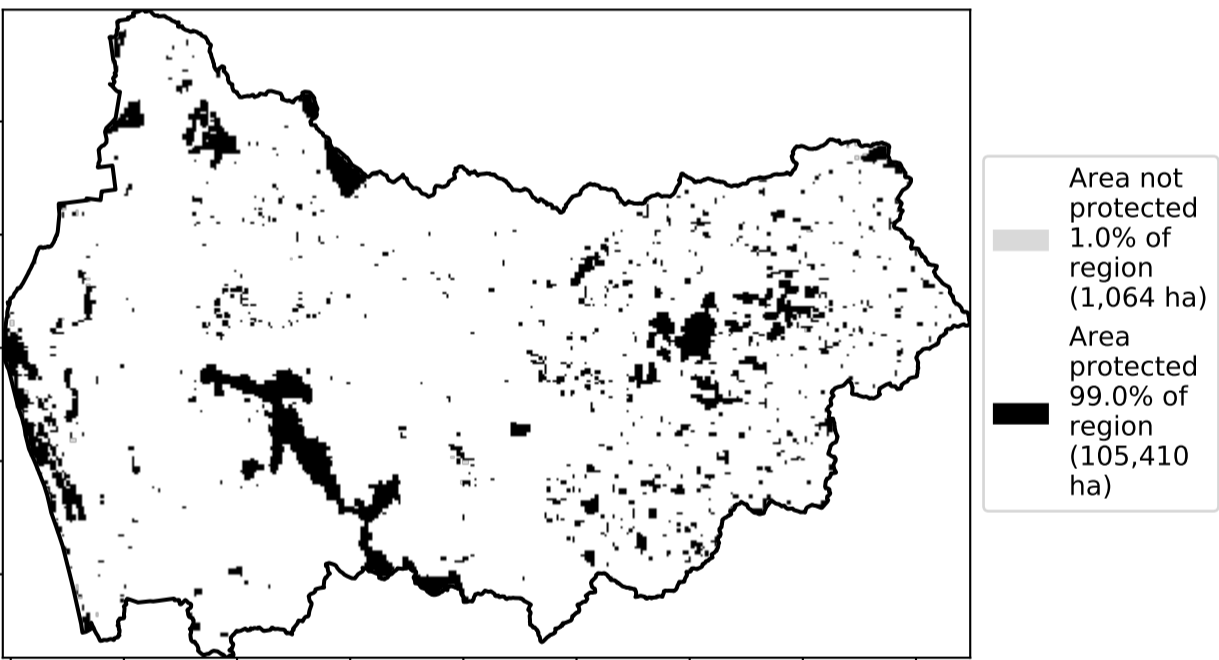 Area not
protected
1.0% of
region
(1,064 ha)
Area
protected
99.0% of
region
(105,410
ha)